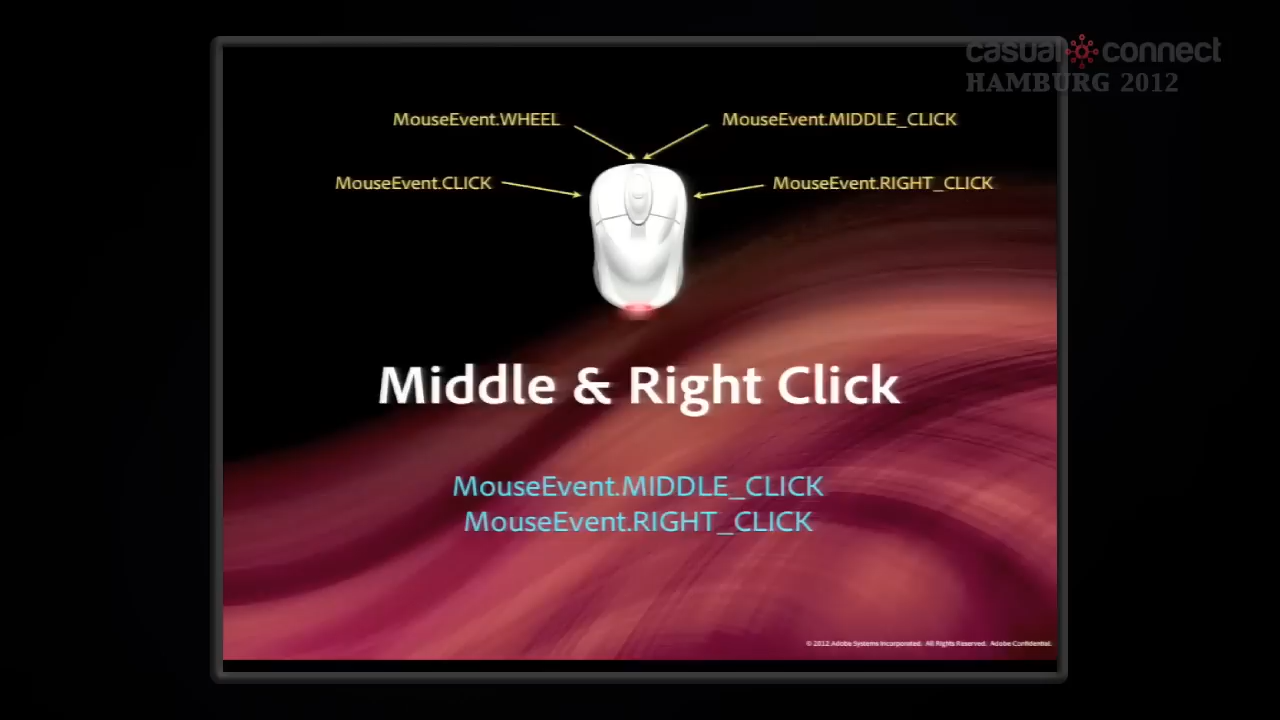 casual connect
HAMBURG 2012
MouseEvent.WHEEL
MouseEvent.MIDDLE_CLICK
MouseEvent.CLICK
MouseEvent.RIGHT_CLICK
Middle & Right Click
MouseEvent.MIDDLE_CLICK
MouseEvent.RIGHT_CLICK
© 2012 Adobe Systems Incorporated. All Rights Reserved. Adobe Confidential.